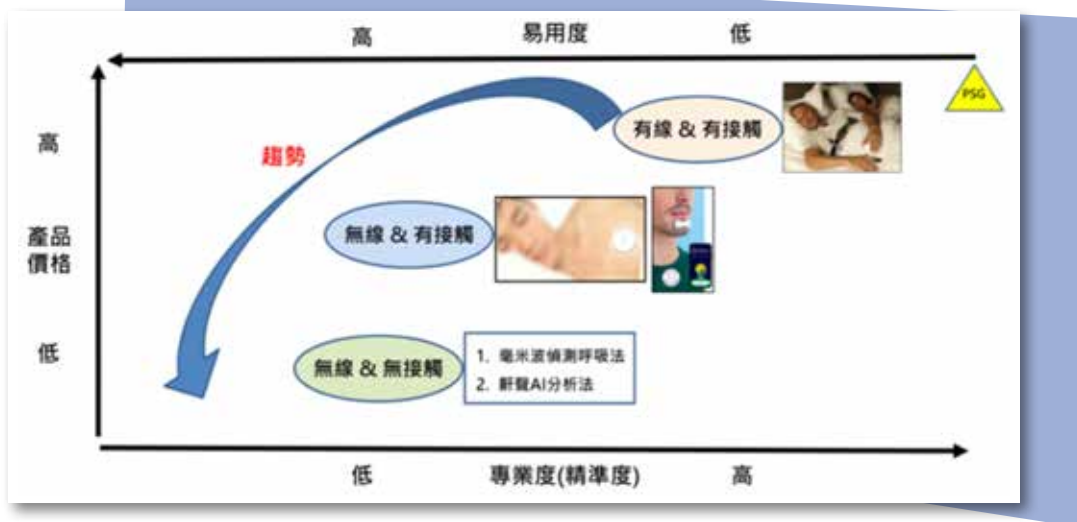 高 易用度 低
PSG
高
有線 & 有接觸
趨勢
無線 & 有接觸
產品
價格
低
無線 & 無接觸
1. 毫米波偵測呼吸法
2. 鼾聲AI分析法
低 專業度(精準度) 高